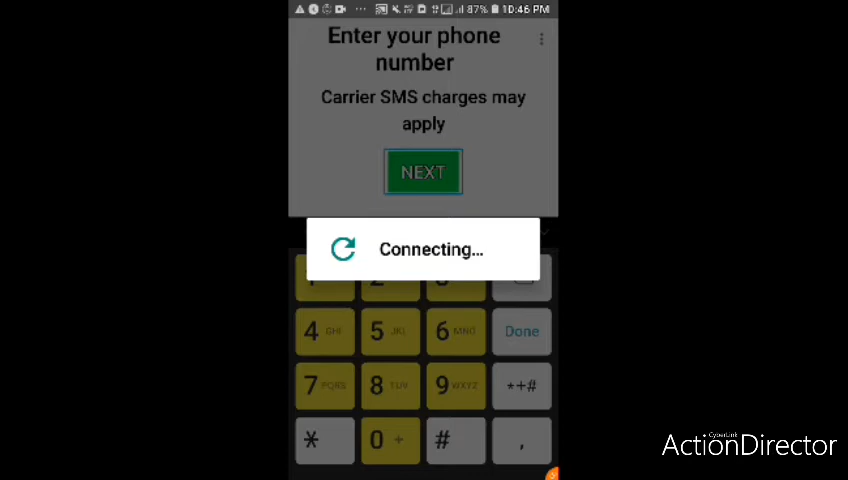 87% 10:46 PM
Enter your phone
number
Carrier SMS charges may
apply
NEXT
Connecting...
4 GHI 5 JKL 6 MNO Done
7 PQRS 8 TUV 9 WXYZ *+#
* 0 + # ,
CyberLink
ActionDirector